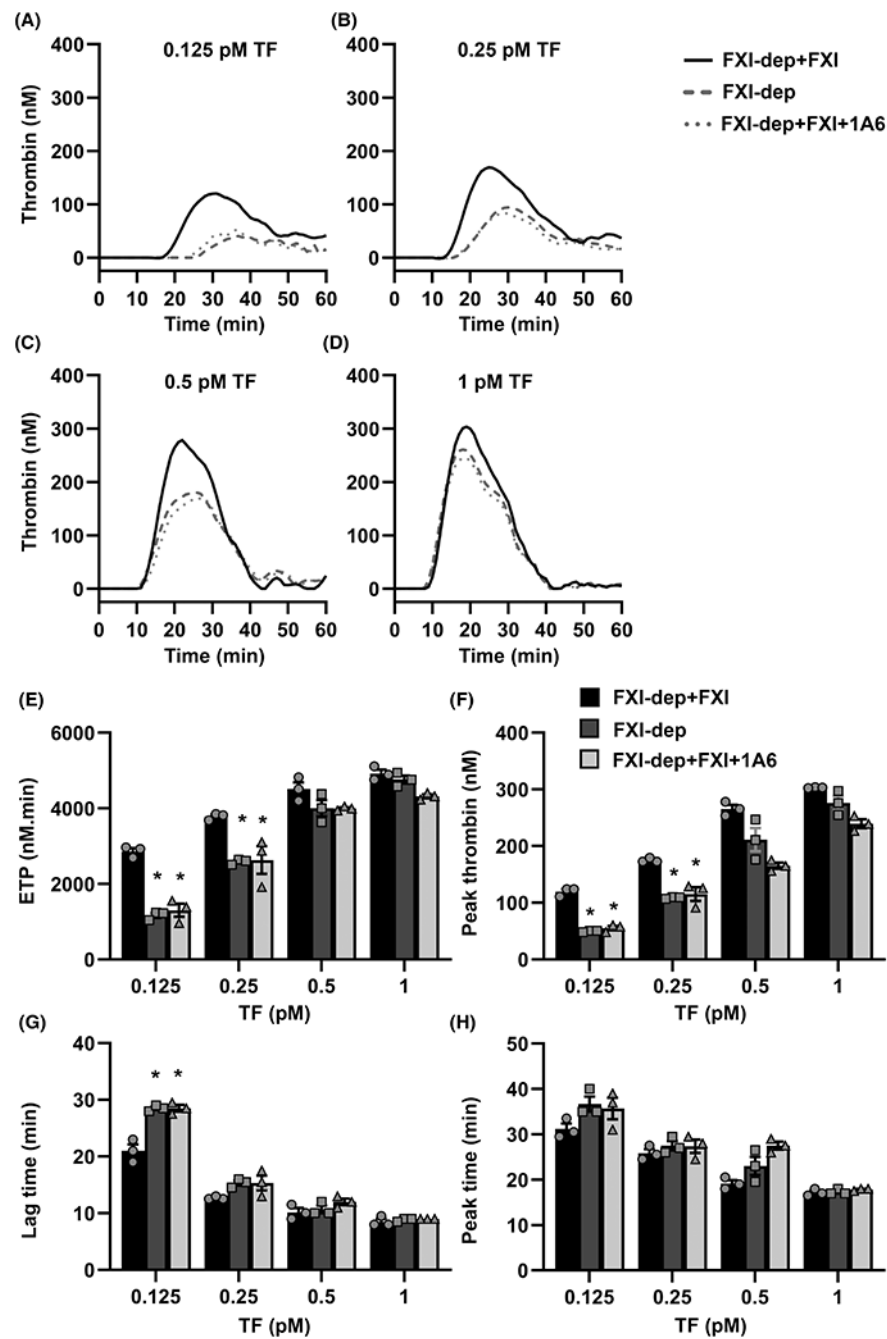 (A)
0.125 pM TF
Thrombin (nM)
400
300
200
100
0
0 10 20 30 40 50 60
Time (min)
(B)
0.25 pM TF
400
300
200
100
0
0 10 20 30 40 50 60
Time (min)
FXI-dep+FXI
FXI-dep
FXI-dep+FXI+1A6
(C)
0.5 pM TF
Thrombin (nM)
400
300
200
100
0
0 10 20 30 40 50 60
Time (min)
(D)
1 pM TF
400
300
200
100
0
0 10 20 30 40 50 60
Time (min)
(E)
ETP (nM.min)
6000
4000
2000
0
* *
* *
0.125 0.25 0.5 1
TF (pM)
FXI-dep+FXI
FXI-dep
FXI-dep+FXI+1A6
(F)
Peak thrombin (nM)
400
300
200
100
0
* *
* *
0.125 0.25 0.5 1
TF (pM)
(G)
Lag time (min)
40
30
20
10
0
* *
0.125 0.25 0.5 1
TF (pM)
(H)
Peak time (min)
50
40
30
20
10
0
0.125 0.25 0.5 1
TF (pM)